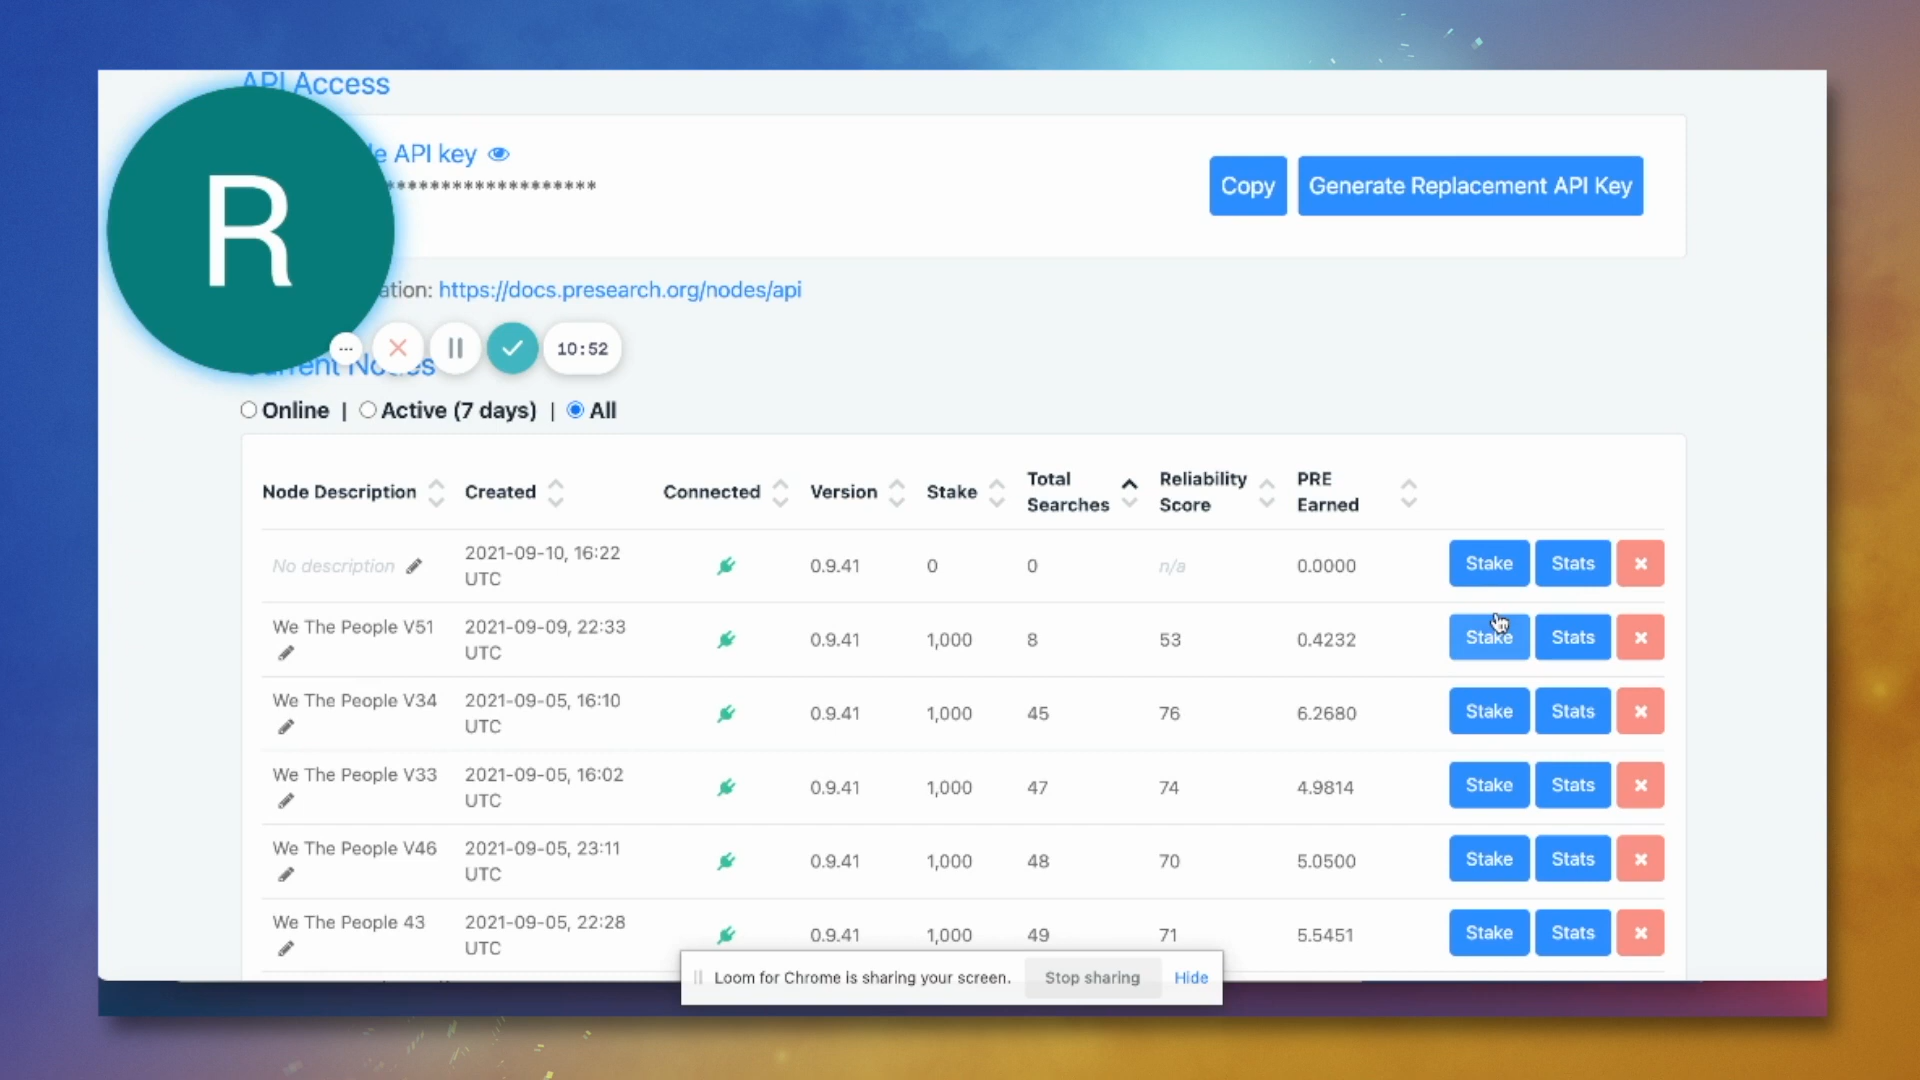 API Access
R
API key
*******************
Copy
Generate Replacement API Key
https://docs.presearch.org/nodes/api
...
10:52
Online | Active (7 days) | All
Node Description Created Connected Version Stake Total Searches Reliability Score PRE Earned
No description 2021-09-10, 16:22 UTC 0.9.41 0 0 n/a 0.0000 Stake Stats
We The People V51 2021-09-09, 22:33 UTC 0.9.41 1,000 8 53 0.4232 Stake Stats
We The People V34 2021-09-05, 16:10 UTC 0.9.41 1,000 45 76 6.2680 Stake Stats
We The People V33 2021-09-05, 16:02 UTC 0.9.41 1,000 47 74 4.9814 Stake Stats
We The People V46 2021-09-05, 23:11 UTC 0.9.41 1,000 48 70 5.0500 Stake Stats
We The People 43 2021-09-05, 22:28 UTC 0.9.41 1,000 49 71 5.5451 Stake Stats
Loom for Chrome is sharing your screen. Stop sharing Hide